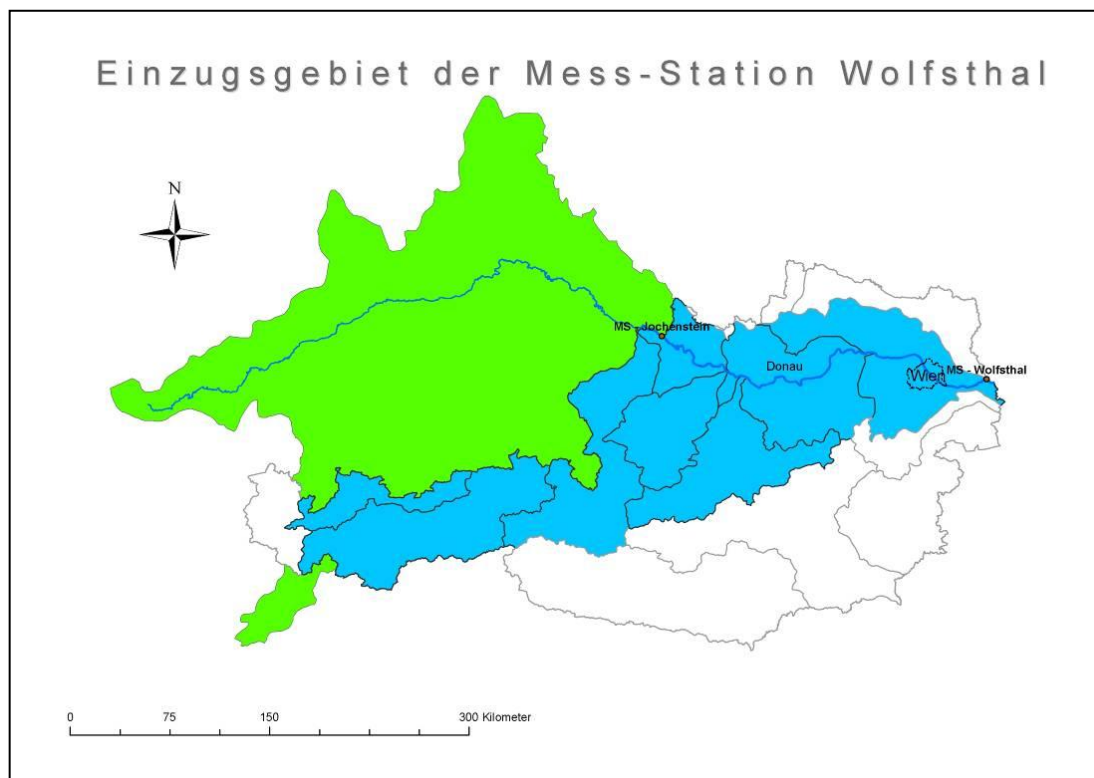 Einzugsgebiet der Mess-Station Wolfsthal
N
MS - Jochenstein
Donau
Wien
MS - Wolfsthal
0 75 150 300 Kilometer